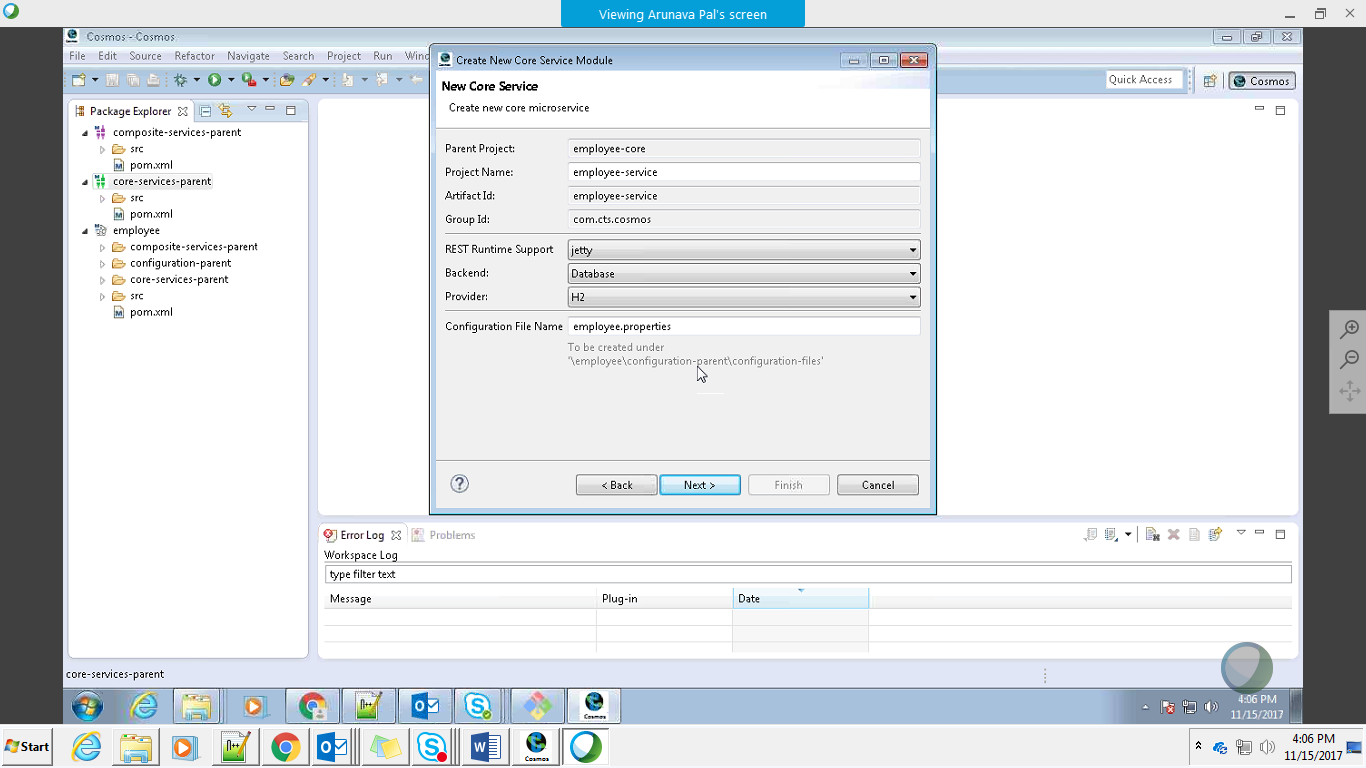 Viewing Arunava Pal's screen
Cosmos - Cosmos
File Edit Source Refactor Navigate Search Project Run
Create New Core Service Module
Quick Access
Cosmos
New Core Service
Create new core microservice
Package Explorer
composite-services-parent
src
pom.xml
core-services-parent
src
pom.xml
employee
composite-services-parent
configuration-parent
core-services-parent
src
pom.xml
Parent Project: employee-core
Project Name: employee-service
Artifact Id: employee-service
Group Id: com.cts.cosmos
REST Runtime Support jetty
Backend: Database
Provider: H2
Configuration File Name employee.properties
To be created under
'\employee\configuration-parent\configuration-files'
< Back Next > Finish Cancel
Error Log Problems
Workspace Log
type filter text
Message Plug-in Date
core-services-parent
Cosmos
4:06 PM
11/15/2017
Start
Cosmos
4:06 PM
11/15/2017